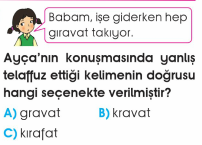 Babam, işe giderken hep
gıravat takıyor.
Ayça'nın konuşmasında yanlış
telaffuz ettiği kelimenin doğrusu
hangi seçenekte verilmiştir?
A) gravat B) kravat
C) kırafat